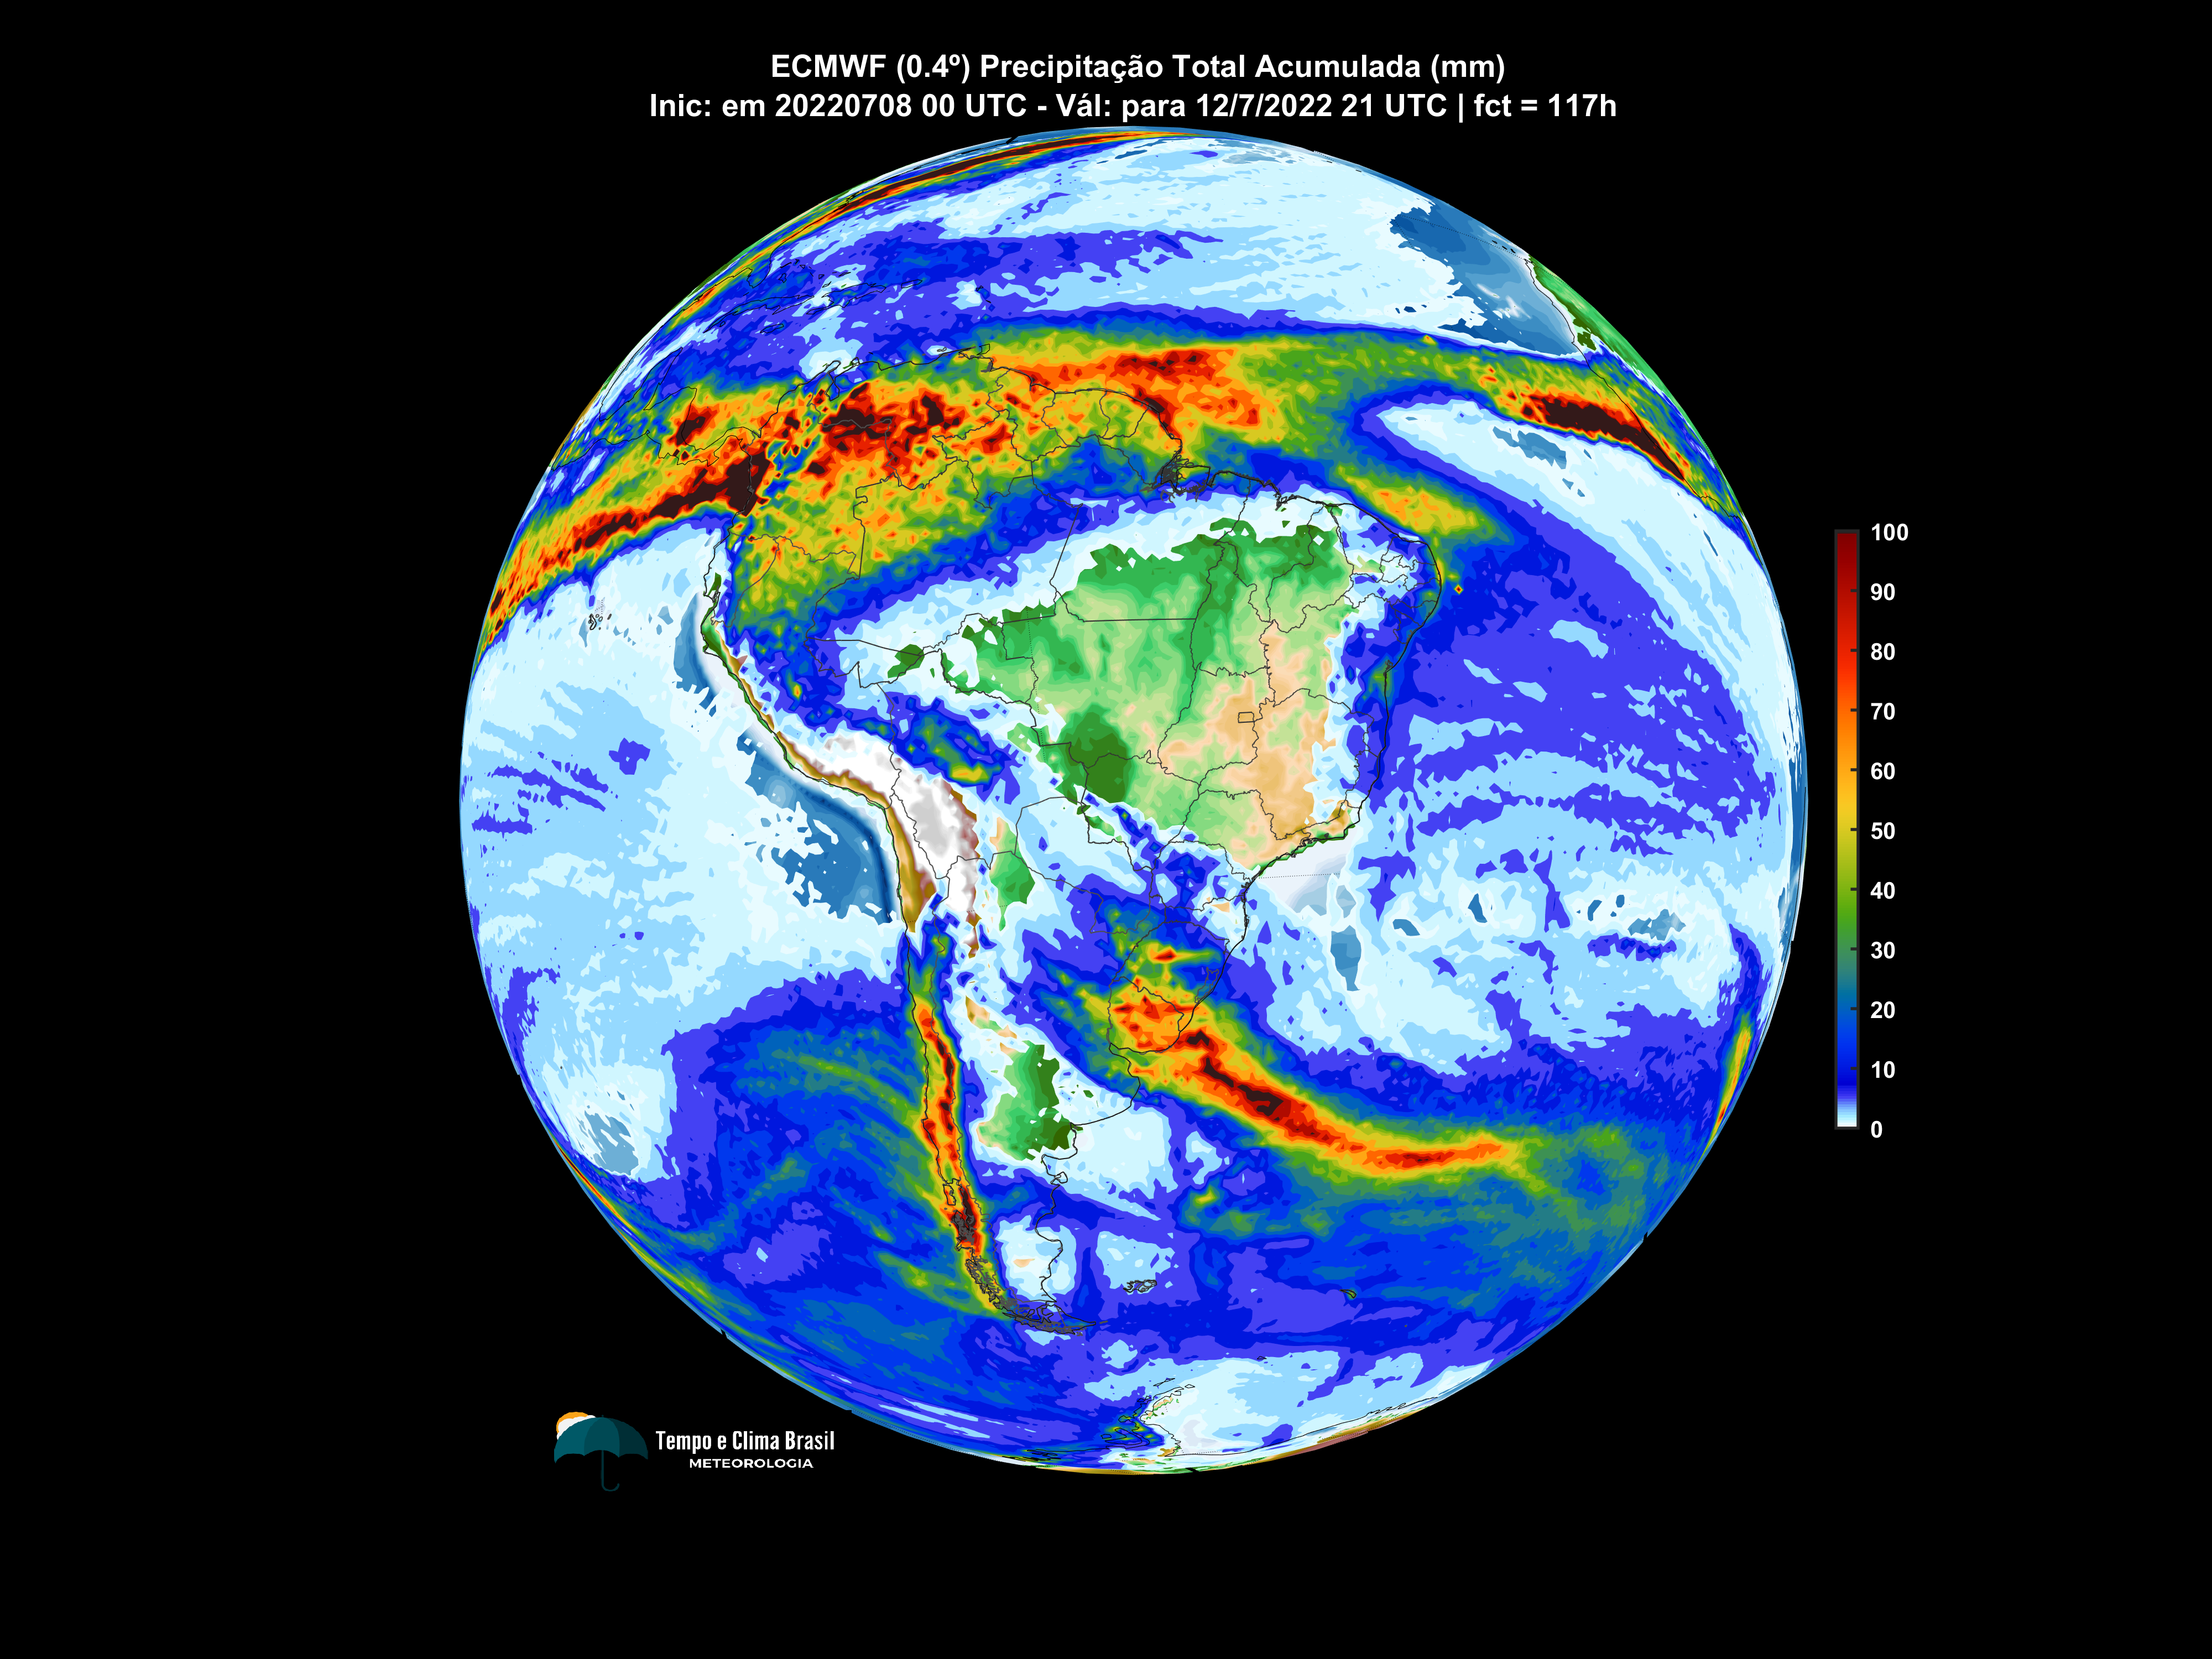 ECMWF (0.4º) Precipitação Total Acumulada (mm)
Inic: em 20220708 00 UTC - Vál: para 12/7/2022 21 UTC | fct = 117h
100
90
80
70
60
50
40
30
20
10
0
Tempo e Clima Brasil
METEOROLOGIA